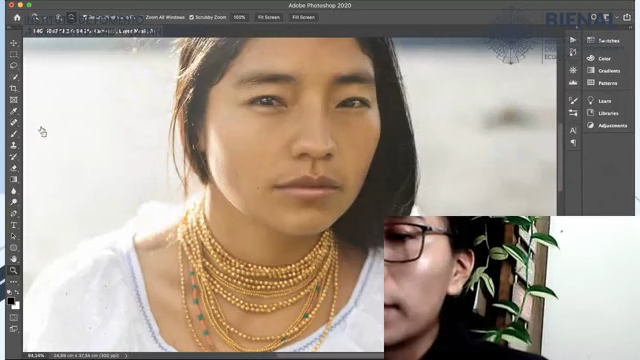 Adobe Photoshop 2020
Zoom All Windows
Scrubby Zoom
100%
Fit Screen
Fill Screen
BIENAL
Swatches
Color
Gradients
Patterns
Learn
Libraries
Adjustments